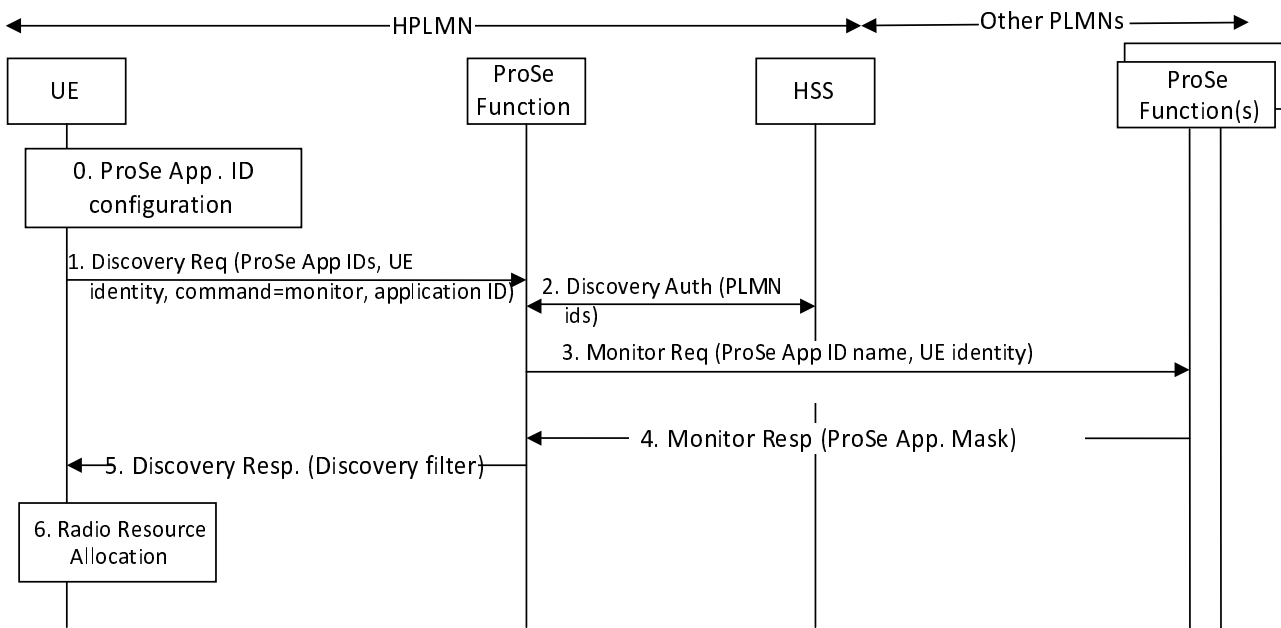 HPLMN
Other PLMNs
UE
ProSe
Function
HSS
ProSe
Function(s)
0. ProSe App . ID
configuration
1. Discovery Req (ProSe App IDs, UE
identity, command=monitor, application ID)
2. Discovery Auth (PLMN
ids)
3. Monitor Req (ProSe App ID name, UE identity)
4. Monitor Resp (ProSe App. Mask)
5. Discovery Resp. (Discovery filter)
6. Radio Resource
Allocation